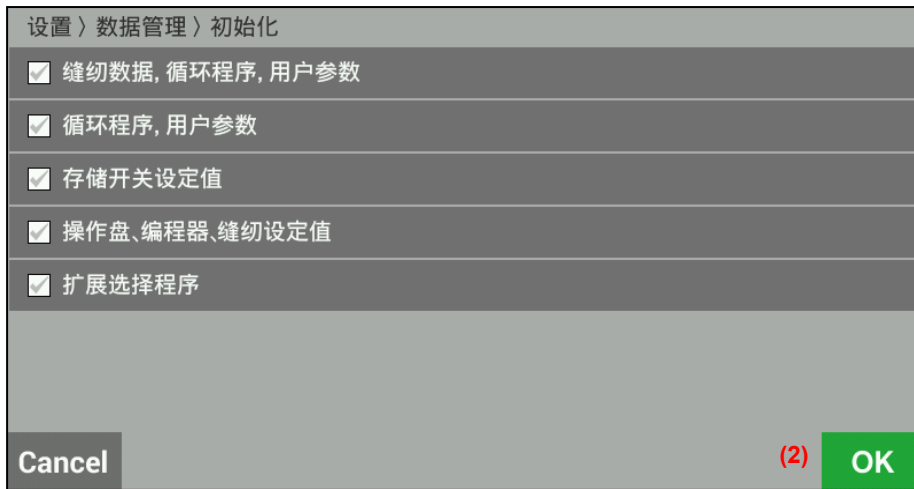 设置 〉数据管理 〉初始化
缝纫数据, 循环程序, 用户参数
循环程序, 用户参数
存储开关设定值
操作盘、编程器、缝纫设定值
扩展选择程序
Cancel (2) OK